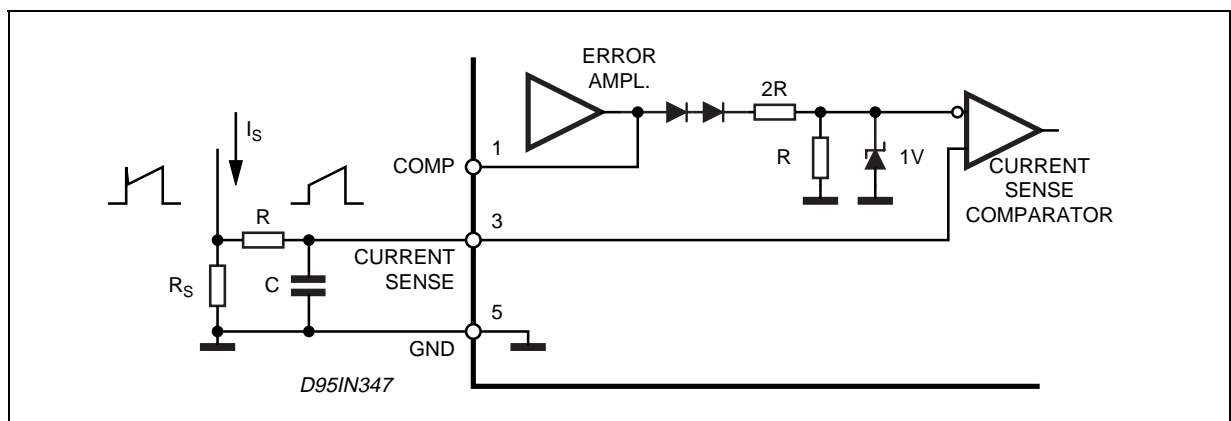 ERROR
AMPL.
2R
I_S
1
COMP
R
1V
CURRENT
SENSE
COMPARATOR
R
3
CURRENT
SENSE
R_S
C
5
GND
D95IN347